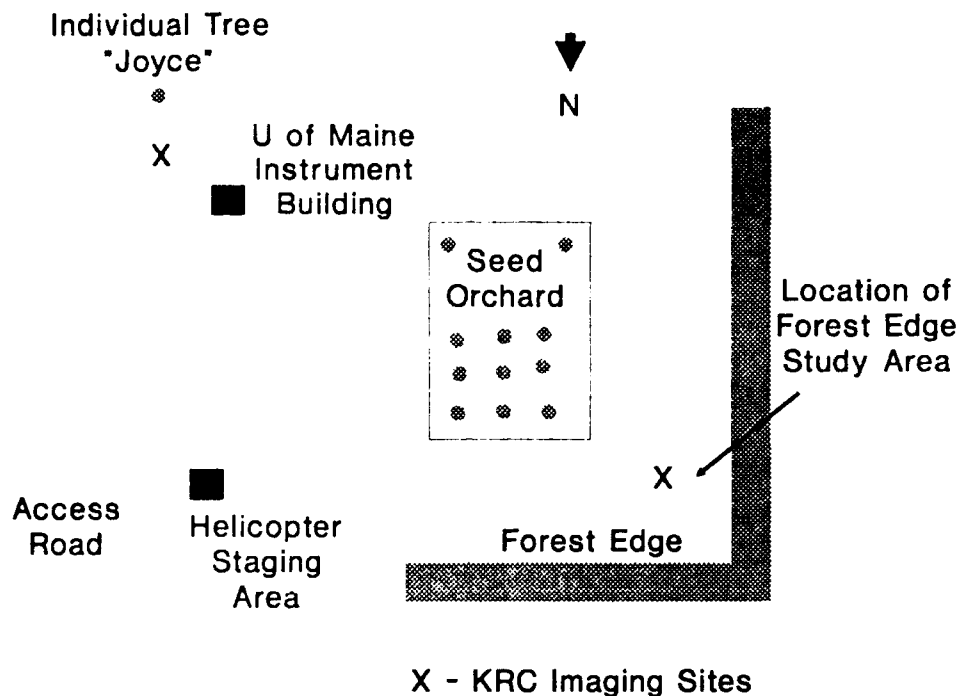 Individual Tree
"Joyce"
N
X
U of Maine
Instrument
Building
Seed
Orchard
Location of
Forest Edge
Study Area
X
Access
Road
Helicopter
Staging
Area
Forest Edge
X - KRC Imaging Sites